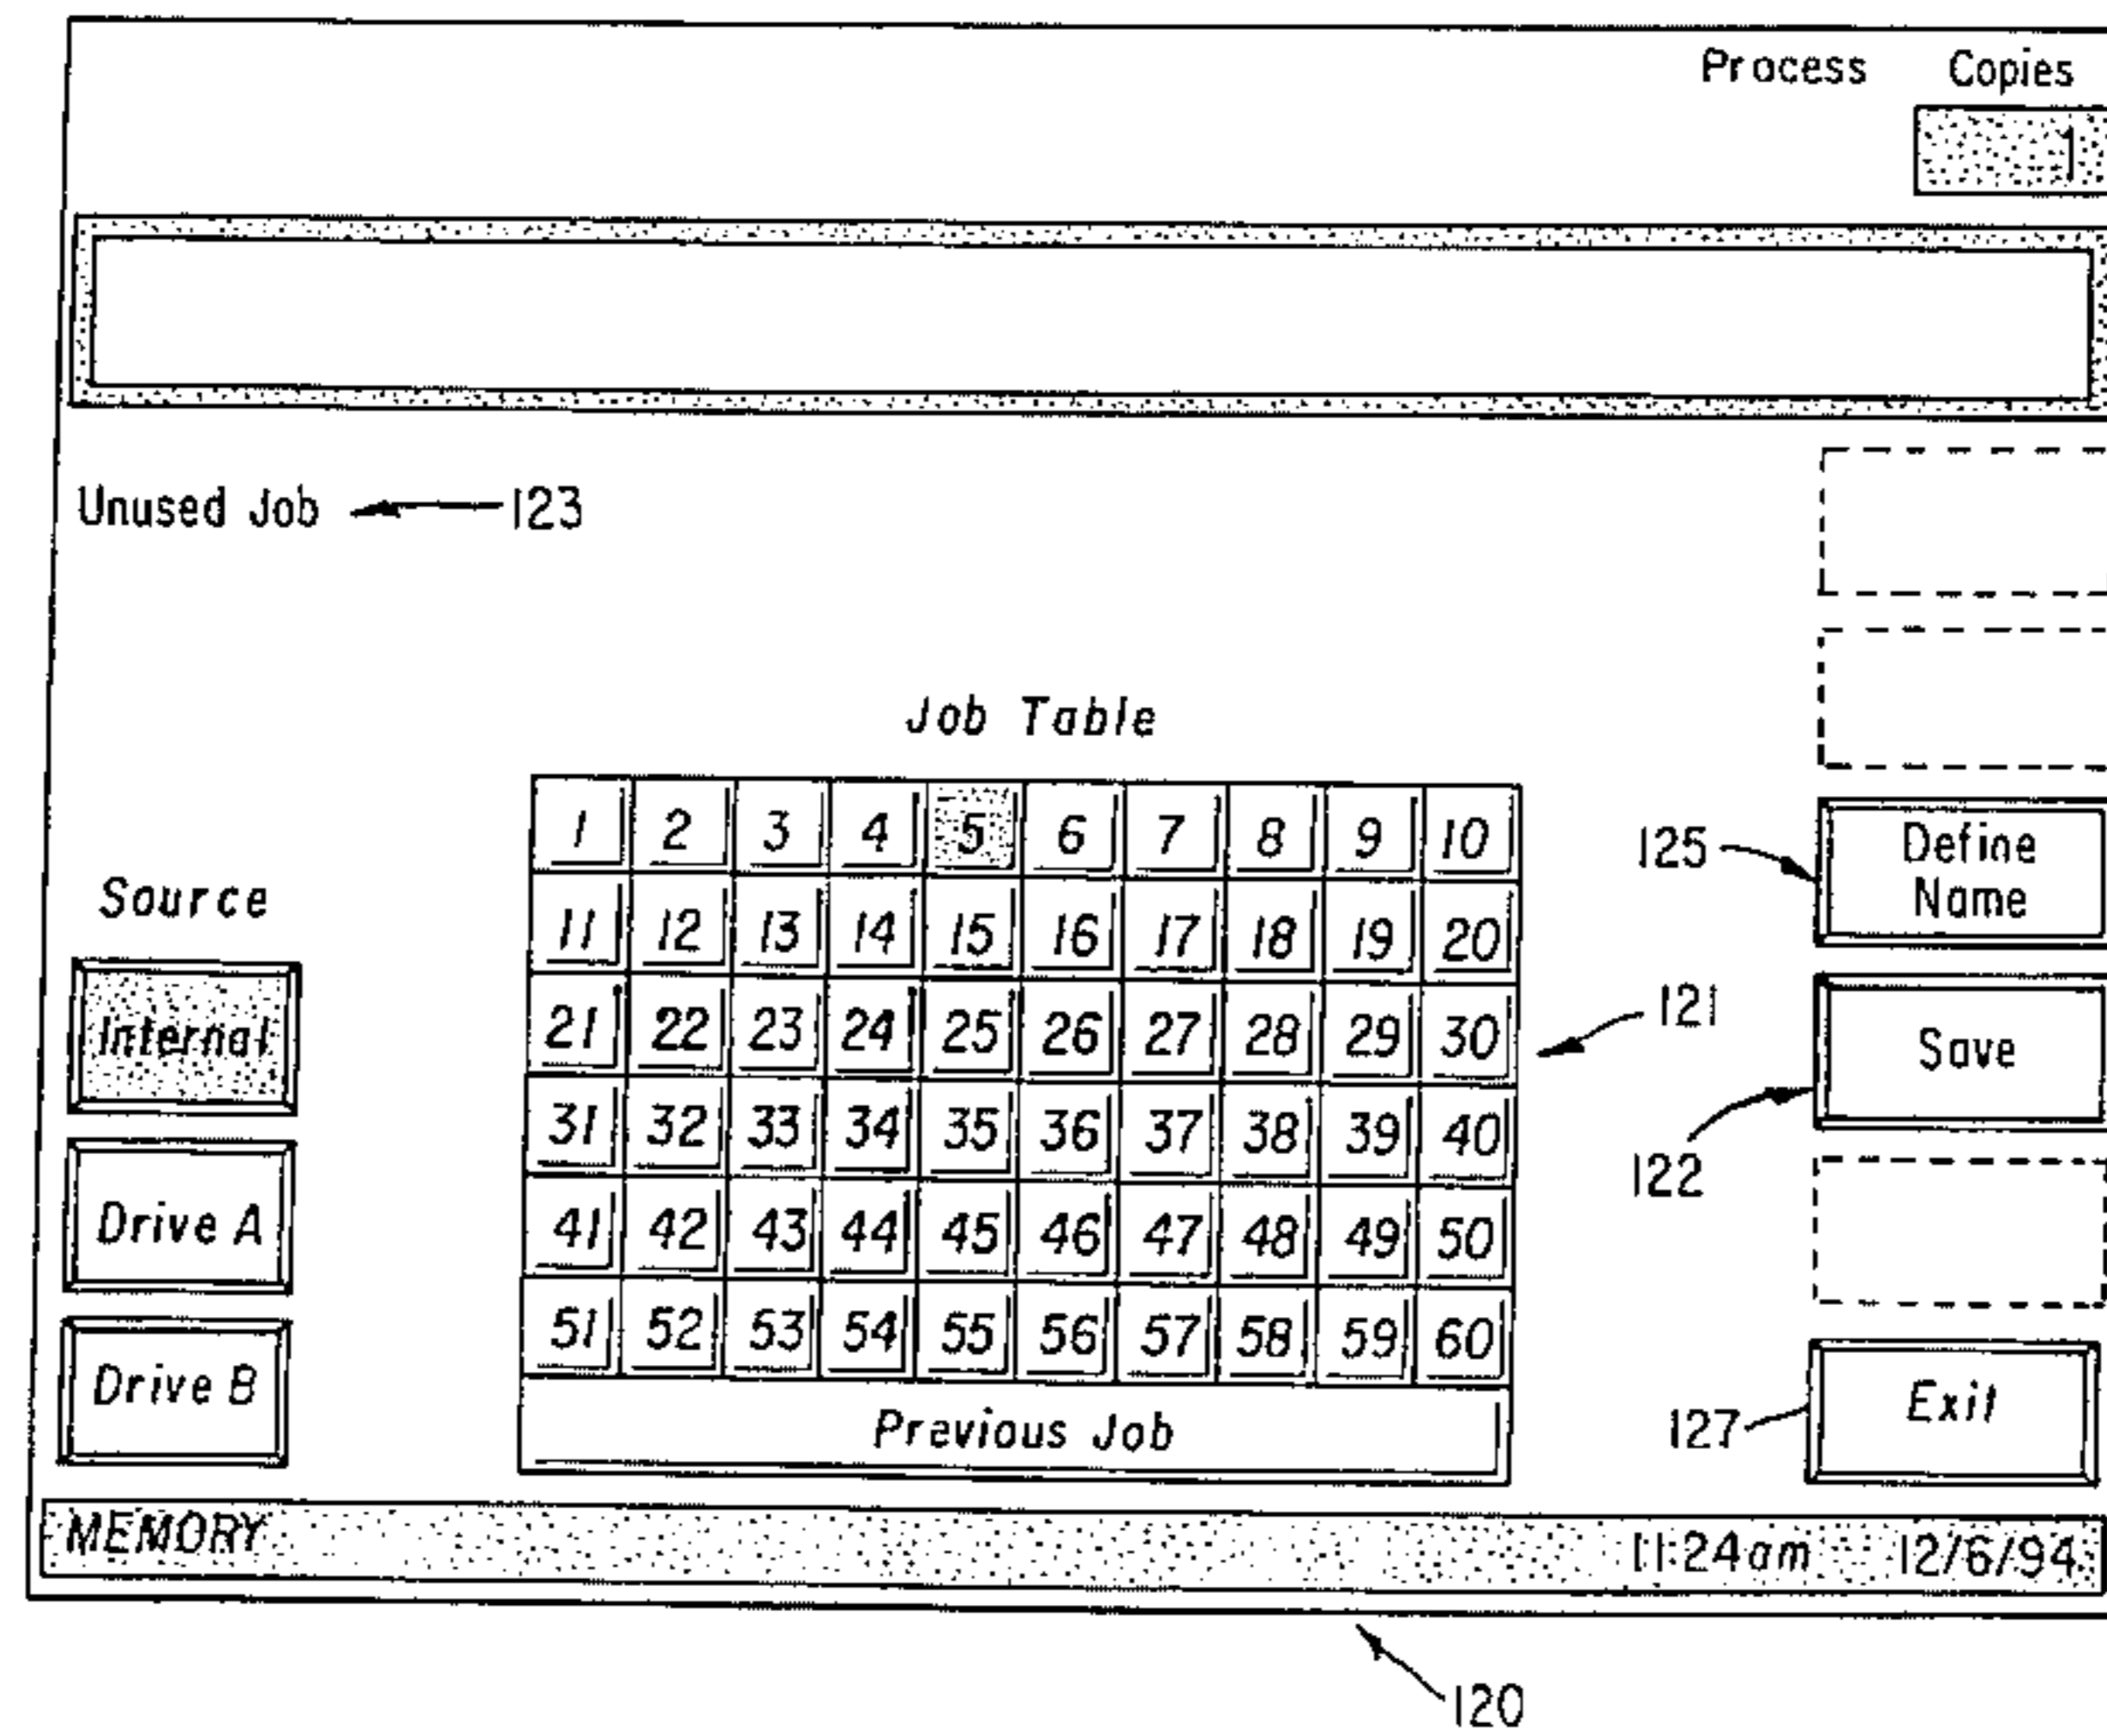 Process Copies
1
Unused Job 123
Job Table
1 2 3 4 5 6 7 8 9 10
11 12 13 14 15 16 17 18 19 20
21 22 23 24 25 26 27 28 29 30
31 32 33 34 35 36 37 38 39 40
41 42 43 44 45 46 47 48 49 50
51 52 53 54 55 56 57 58 59 60
Previous Job
121
Source
Internal
Drive A
Drive B
125
Define
Name
Save
122
127
Exit
MEMORY 11:24am 12/6/94
120